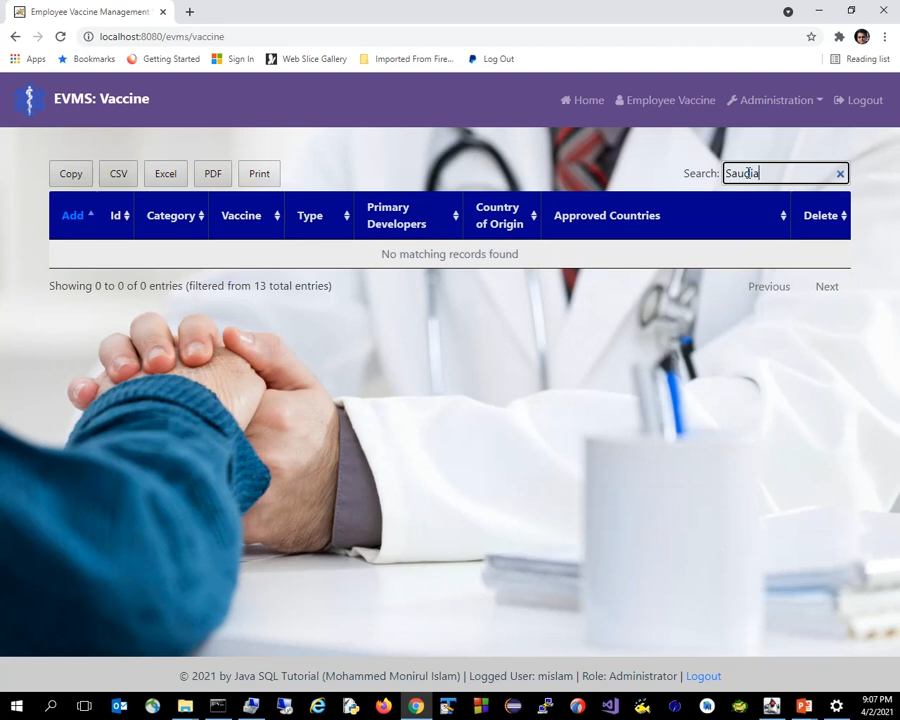 Employee Vaccine Management
localhost:8080/evms/vaccine
Apps Bookmarks Getting Started Sign In Web Slice Gallery Imported From Fire... Log Out Reading list
EVMS: Vaccine Home Employee Vaccine Administration Logout
Copy CSV Excel PDF Print Search: Saudia
Add Id Category Vaccine Type Primary Developers Country of Origin Approved Countries Delete
No matching records found
Showing 0 to 0 of 0 entries (filtered from 13 total entries) Previous Next
© 2021 by Java SQL Tutorial (Mohammed Monirul Islam) | Logged User: mislam | Role: Administrator | Logout
9:07 PM
4/2/2021